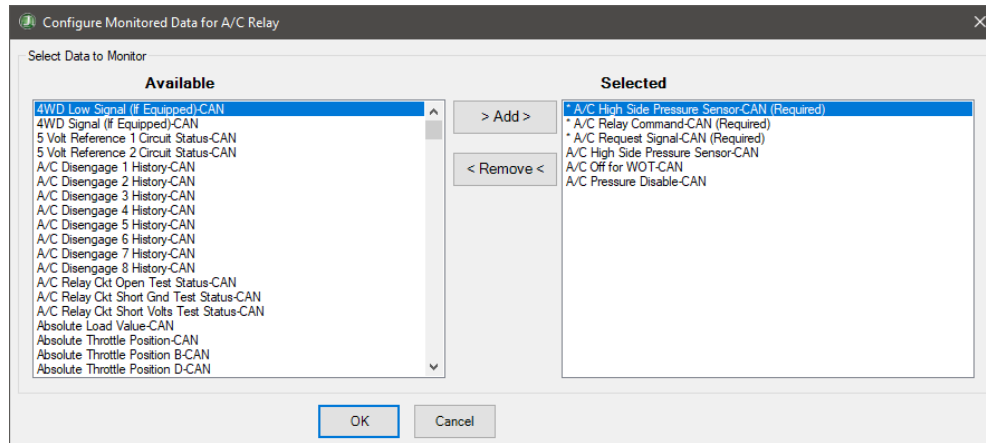 Configure Monitored Data for A/C Relay
Select Data to Monitor
Available
4WD Low Signal (If Equipped)-CAN
4WD Signal (If Equipped)-CAN
5 Volt Reference 1 Circuit Status-CAN
5 Volt Reference 2 Circuit Status-CAN
A/C Disengage 1 History-CAN
A/C Disengage 2 History-CAN
A/C Disengage 3 History-CAN
A/C Disengage 4 History-CAN
A/C Disengage 5 History-CAN
A/C Disengage 6 History-CAN
A/C Disengage 7 History-CAN
A/C Disengage 8 History-CAN
A/C Relay Ckt Open Test Status-CAN
A/C Relay Ckt Short Gnd Test Status-CAN
A/C Relay Ckt Short Volts Test Status-CAN
Absolute Load Value-CAN
Absolute Throttle Position-CAN
Absolute Throttle Position B-CAN
Absolute Throttle Position D-CAN
> Add >
< Remove <
Selected
* A/C High Side Pressure Sensor-CAN (Required)
* A/C Relay Command-CAN (Required)
* A/C Request Signal-CAN (Required)
A/C High Side Pressure Sensor-CAN
A/C Off for WOT-CAN
A/C Pressure Disable-CAN
OK
Cancel